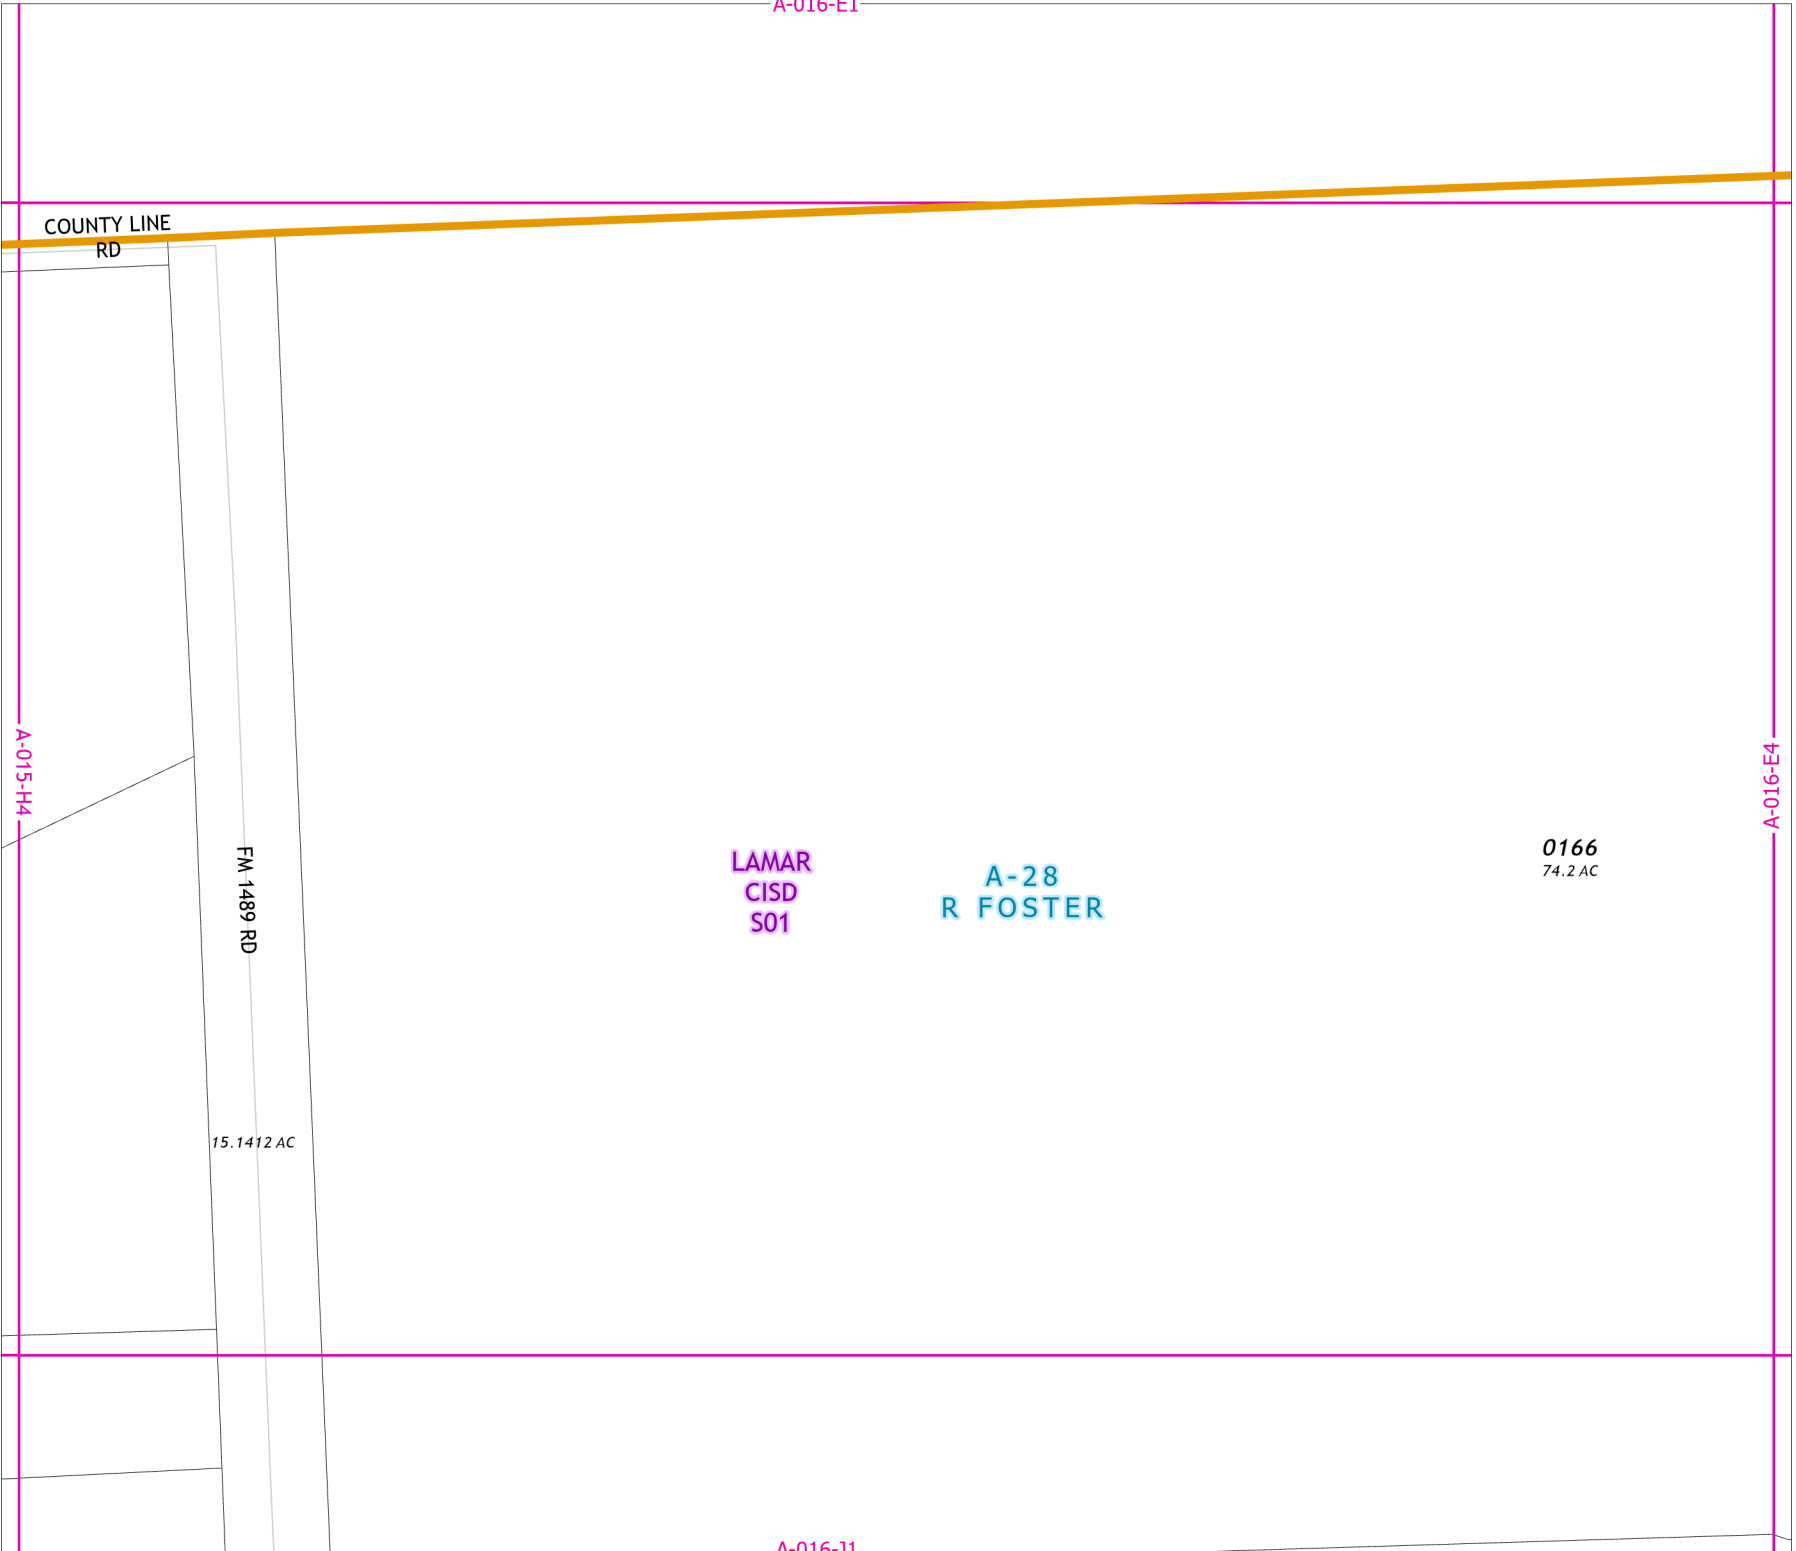 A-016-E1
COUNTY LINE
RD
A-015-H4
A-016-E4
FM 1489 RD
LAMAR
CISD
S01
A-28
R FOSTER
0166
74.2 AC
15.1412 AC
A-016-J1